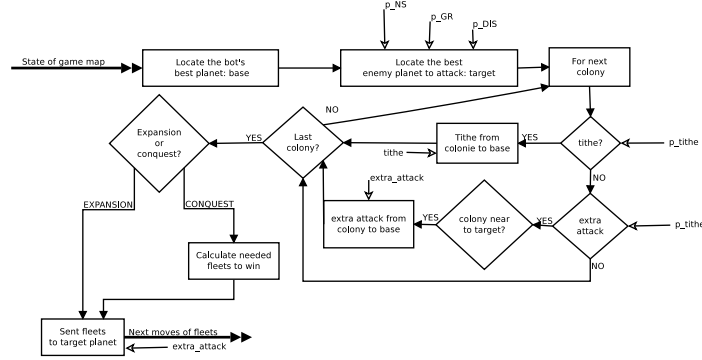 p_NS
p_GR
p_DIS
State of game map
Locate the bot's
best planet: base
Locate the best
enemy planet to attack: target
For next
colony
NO
Expansion
or
conquest?
YES
Last
colony?
Tithe from
colonie to base
YES
tithe?
p_tithe
tithe
NO
extra_attack
EXPANSION
CONQUEST
extra attack from
colony to base
YES
colony near
to target?
YES
extra
attack
p_tithe
NO
Calculate needed
fleets to win
Sent fleets
to target planet
Next moves of fleets
extra_attack